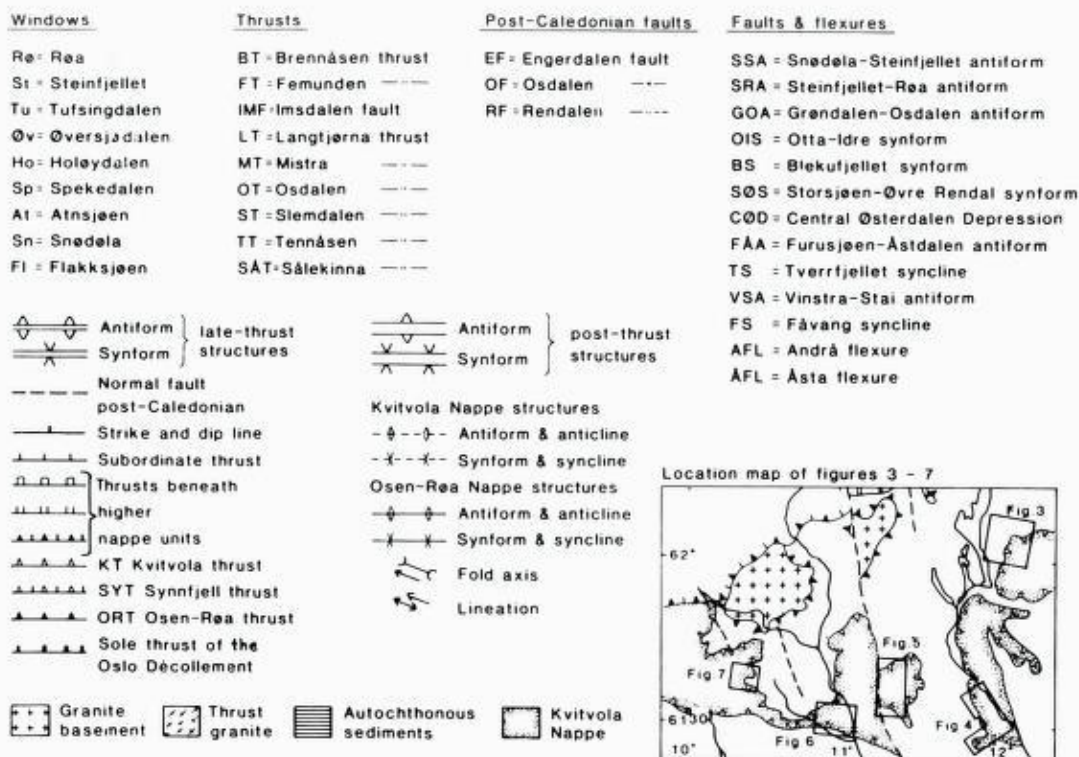 Windows
Rø = Røa
St = Steinfjellet
Tu = Tufsingdalen
Øv = Øversjødalen
Ho = Holøydalen
Sp = Spekedalen
At = Atnsjøen
Sn = Snødøla
Fl = Flakksjøen
Thrusts
BT = Brennåsen thrust
FT = Femunden —··—
IMF = Imsdalen fault
LT = Langtjørna thrust
MT = Mistra —··—
OT = Osdalen —··—
ST = Slemdalen —··—
TT = Tennåsen —··—
SÅT = Sålekinna —··—
Post-Caledonian faults
EF = Engerdalen fault
OF = Osdalen —··—
RF = Rendalen —··—
Faults & flexures
SSA = Snødøla-Steinfjellet antiform
SRA = Steinfjellet-Røa antiform
GOA = Grøndalen-Osdalen antiform
OIS = Otta-Idre synform
BS = Blekufjellet synform
SØS = Storsjøen-Øvre Rendal synform
CØD = Central Østerdalen Depression
FÅA = Furusjøen-Åstdalen antiform
TS = Tverrfjellet syncline
VSA = Vinstra-Stai antiform
FS = Fåvang syncline
AFL = Andrå flexure
ÅFL = Åsta flexure
Antiform
Synform
late-thrust
structures
Normal fault
post-Caledonian
Strike and dip line
Subordinate thrust
Thrusts beneath
higher
nappe units
KT Kvitvola thrust
SYT Synnfjell thrust
ORT Osen-Røa thrust
Sole thrust of the
Oslo Décollement
Antiform
Synform
post-thrust
structures
Kvitvola Nappe structures
Antiform & anticline
Synform & syncline
Osen-Røa Nappe structures
Antiform & anticline
Synform & syncline
Fold axis
Lineation
Granite
basement
Thrust
granite
Autochthonous
sediments
Kvitvola
Nappe
Location map of figures 3 - 7
Fig.3
62°
Fig.5
Fig.7
6130
Fig 4
Fig 6
10°
11°
12°